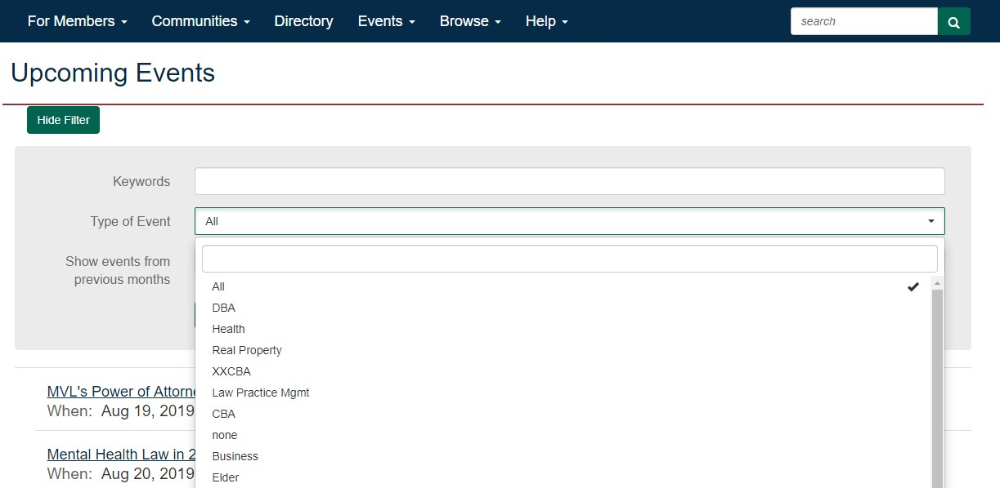 For Members Communities Directory Events Browse Help search
Upcoming Events
Hide Filter
Keywords
Type of Event All
Show events from
previous months
All
DBA
Health
Real Property
XXCBA
Law Practice Mgmt
CBA
none
Business
Elder
MVL's Power of Attorne
When: Aug 19, 2019
Mental Health Law in 2
When: Aug 20, 2019